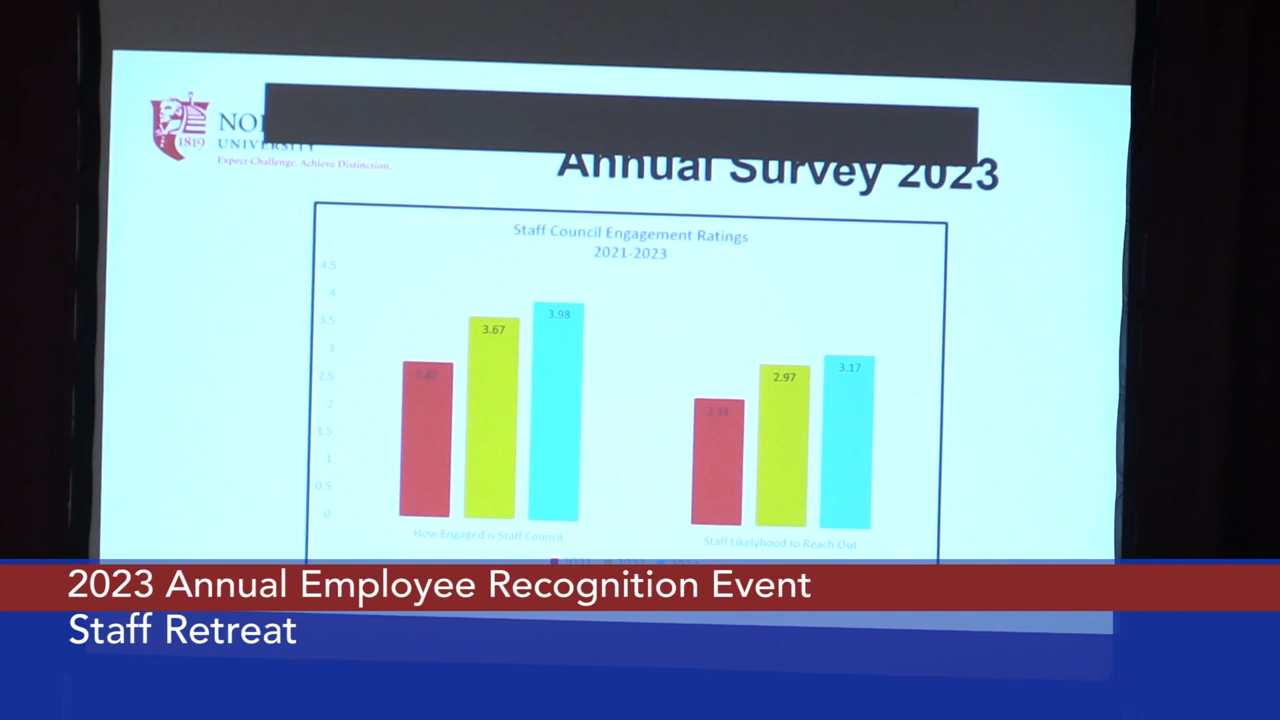 1819
UNIVERSITY
Expect Challenge. Achieve Distinction.
Annual Survey 2023
Staff Council Engagement Ratings
2021-2023
4.5
4
3.5
3
2.5
2
1.5
1
0.5
0
3.67
3.98
2.97
3.17
How Engaged is Staff Council
Staff Likelyhood to Reach Out
2023 Annual Employee Recognition Event
Staff Retreat